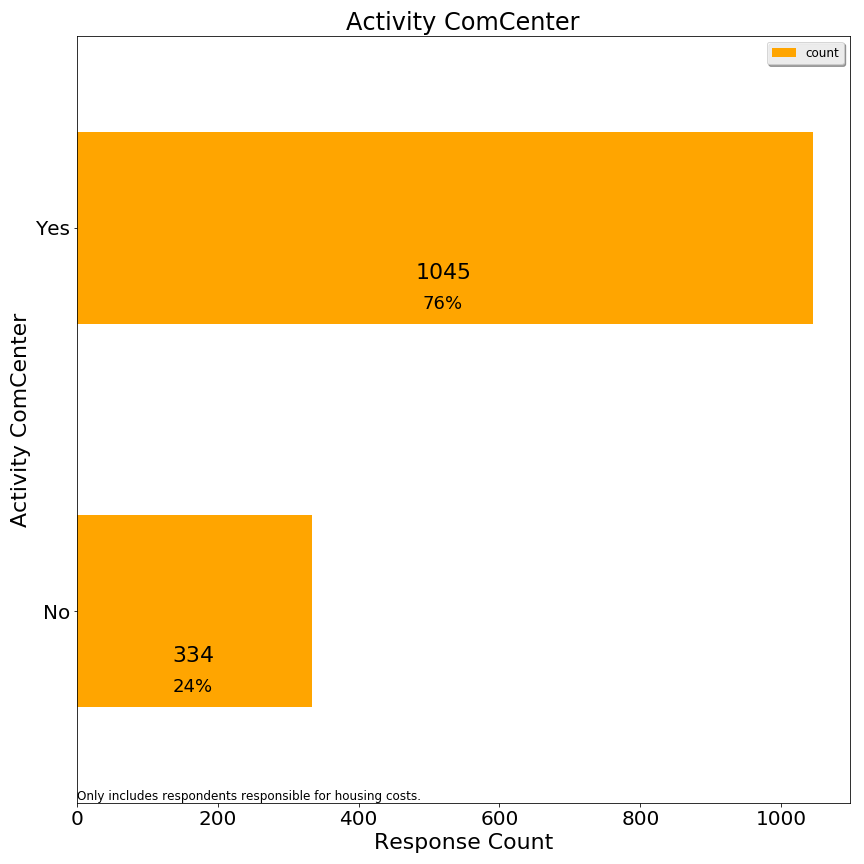 Activity ComCenter
count
Yes
1045
76%
Activity ComCenter
No
334
24%
Only includes respondents responsible for housing costs.
0 200 400 600 800 1000
Response Count